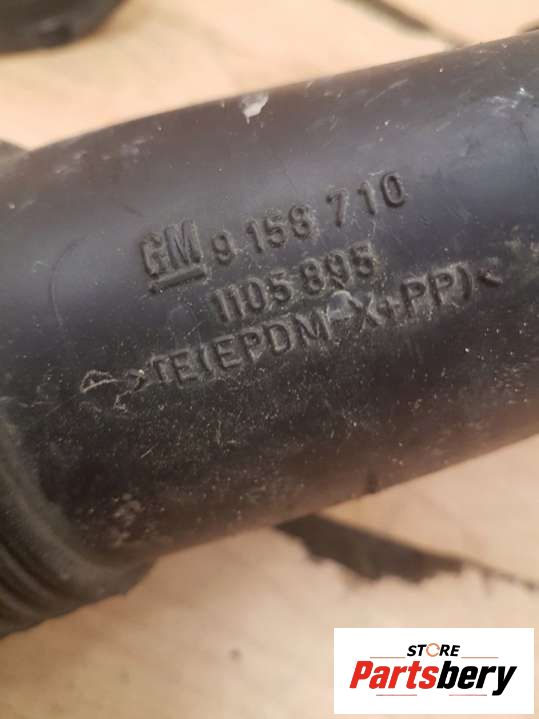 GM 9 158 710
1105 895
>TE(EPDM-X+PP)<
STORE
Partsbery